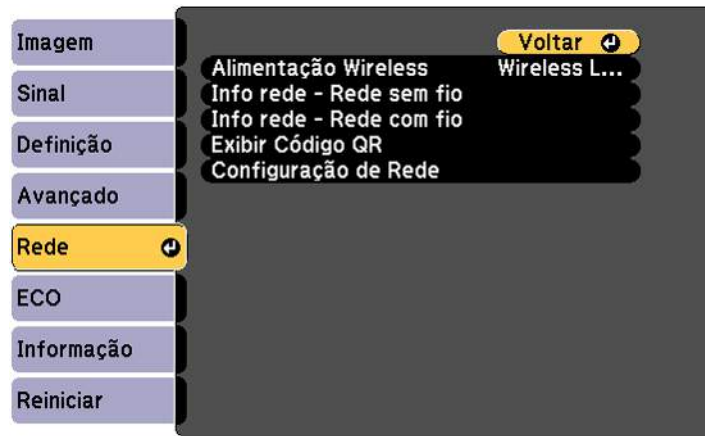 Imagem
Sinal
Definição
Avançado
Rede
ECO
Informação
Reiniciar
Voltar
Alimentação Wireless Wireless L...
Info rede - Rede sem fio
Info rede - Rede com fio
Exibir Código QR
Configuração de Rede